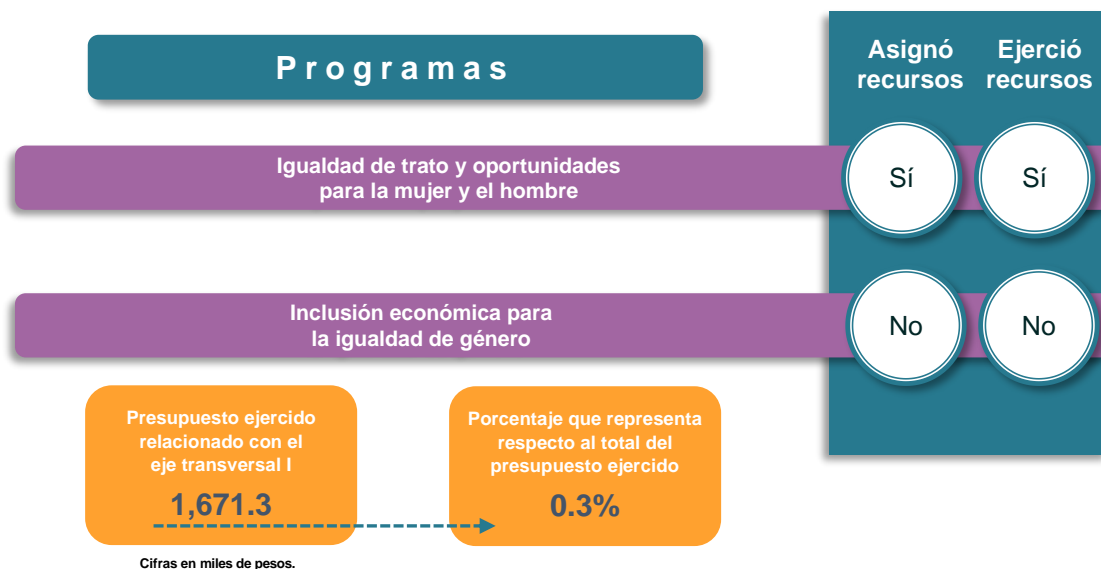 Programas
Asignó
recursos
Ejerció
recursos
Igualdad de trato y oportunidades
para la mujer y el hombre
Sí
Sí
Inclusión económica para
la igualdad de género
No
No
Presupuesto ejercido
relacionado con el
eje transversal I
1,671.3
Porcentaje que representa
respecto al total del
presupuesto ejercido
0.3%
Cifras en miles de pesos.